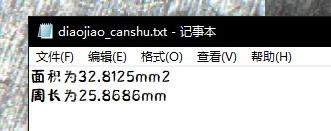 diaojiao_canshu.txt - 记事本
文件(F) 编辑(E) 格式(O) 查看(V) 帮助(H)
面积为32.8125mm2
周长为25.8686mm